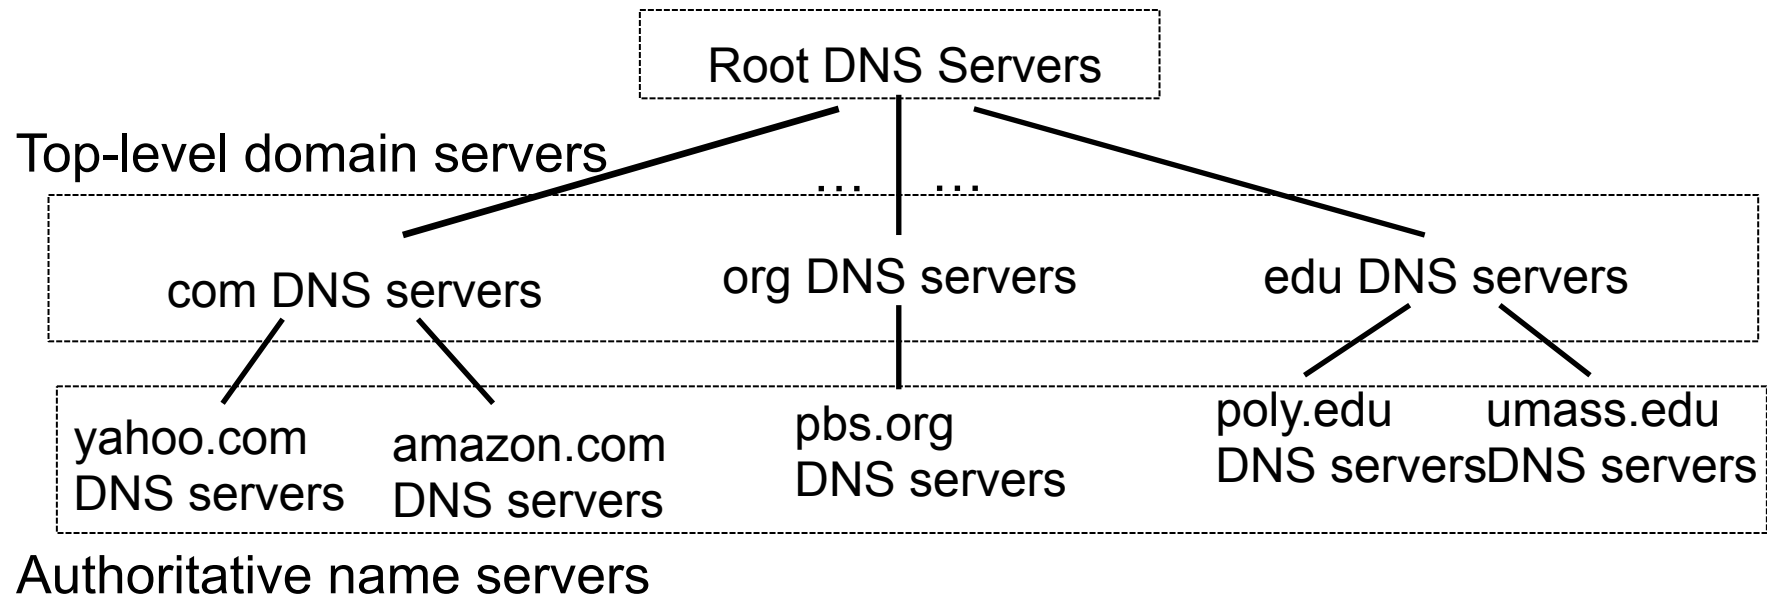 Root DNS Servers
Top-level domain servers
… …
com DNS servers
org DNS servers
edu DNS servers
yahoo.com
DNS servers
amazon.com
DNS servers
pbs.org
DNS servers
poly.edu
DNS servers
umass.edu
DNS servers
Authoritative name servers